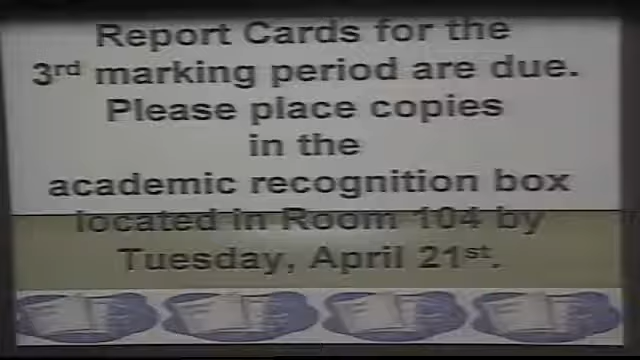 Report Cards for the
3rd marking period are due.
Please place copies
in the
academic recognition box
located in Room 104 by
Tuesday, April 21st.